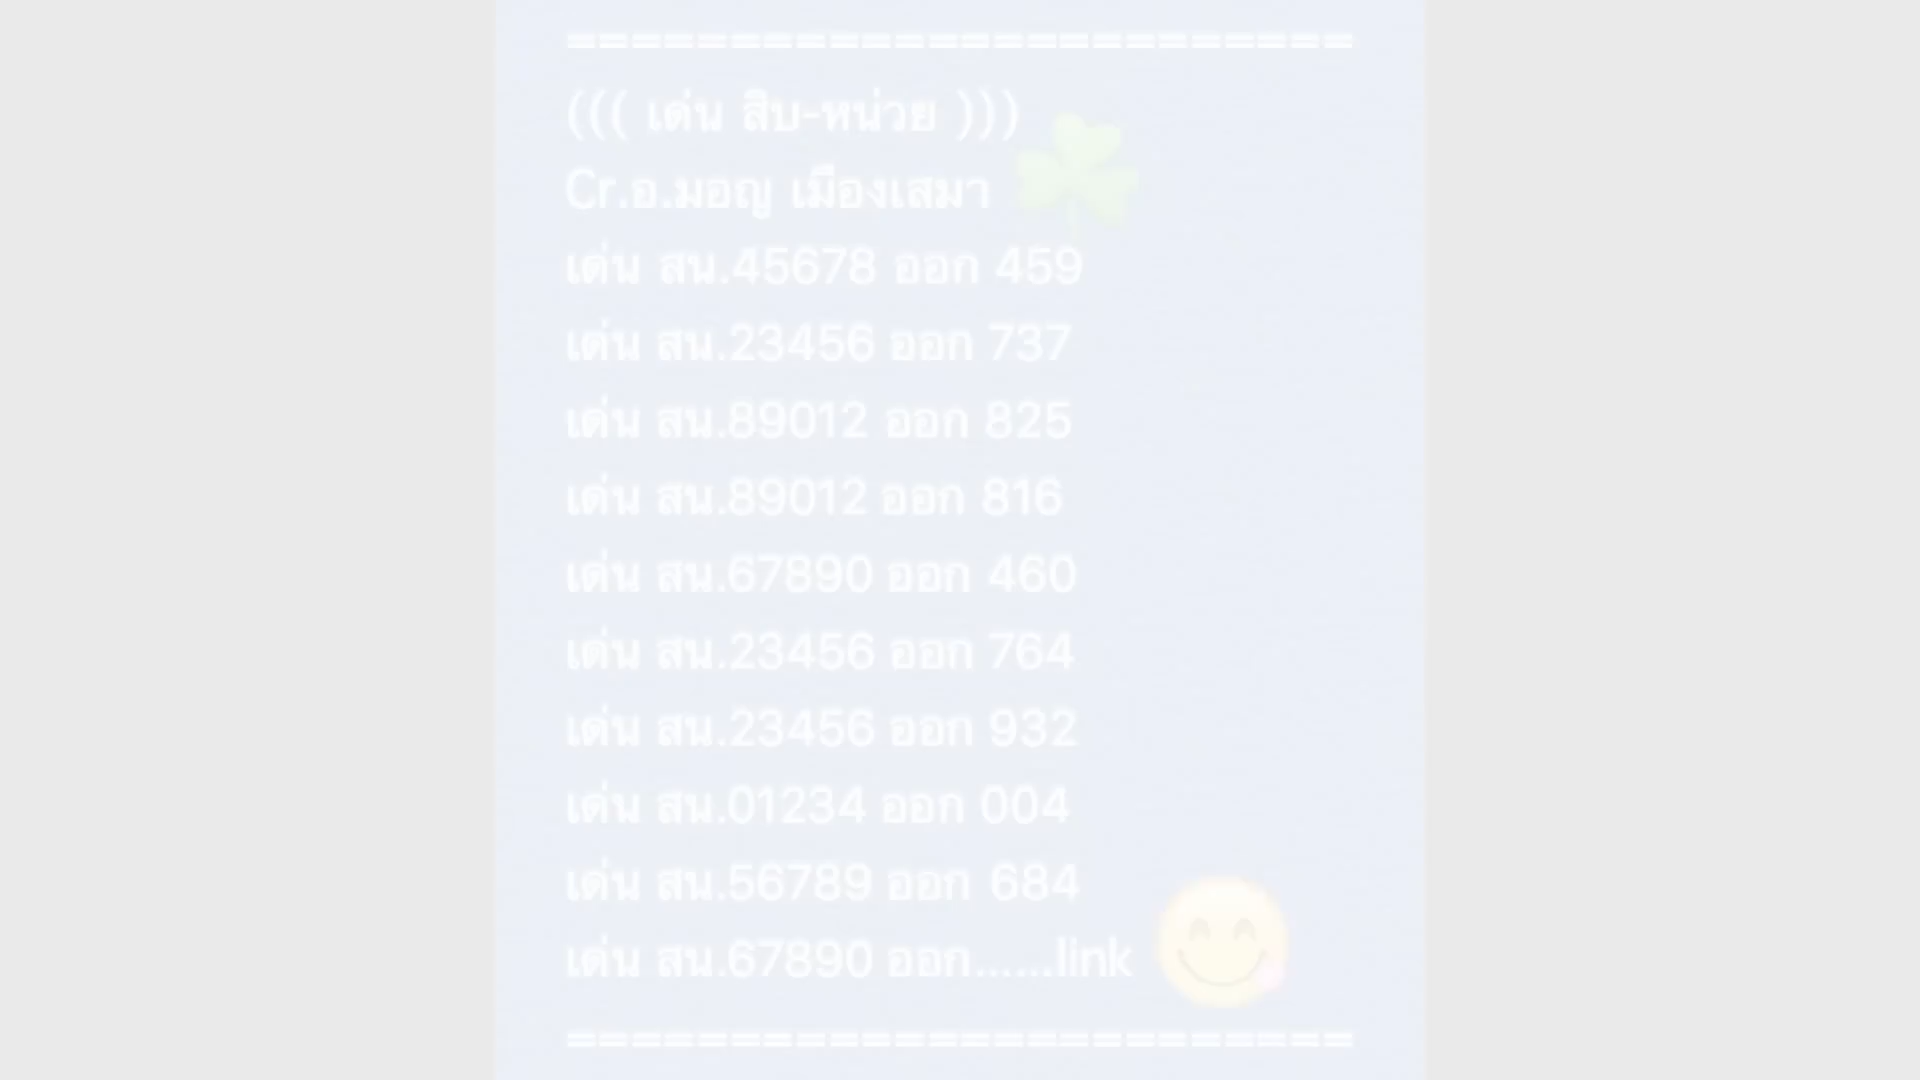 ========================
((( เด่น สิบ-หน่วย )))
Cr.อ.มอญ เมืองเสมา
เด่น สน.45678 ออก 459
เด่น สน.23456 ออก 737
เด่น สน.89012 ออก 825
เด่น สน.89012 ออก 816
เด่น สน.67890 ออก 460
เด่น สน.23456 ออก 764
เด่น สน.23456 ออก 932
เด่น สน.01234 ออก 004
เด่น สน.56789 ออก 684
เด่น สน.67890 ออก……link
========================